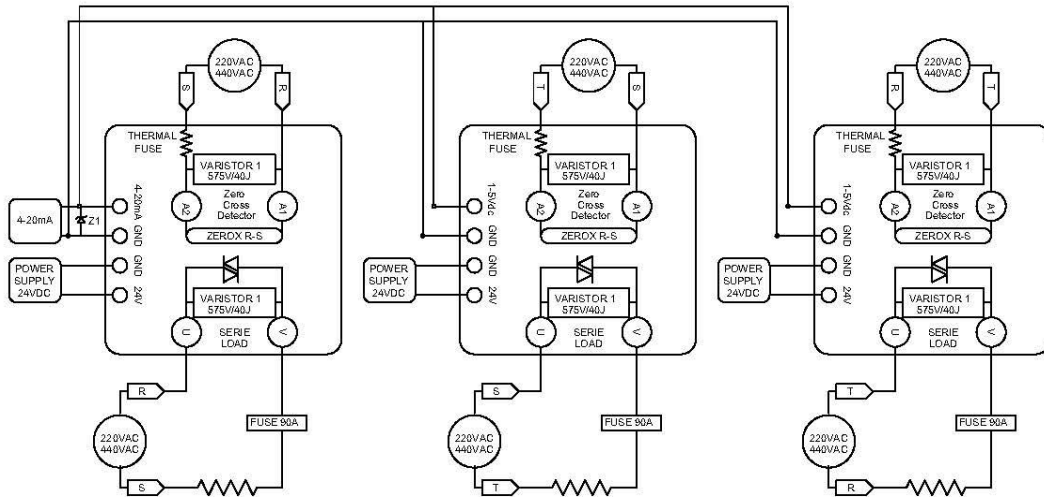 220VAC
440VAC
S
R
THERMAL
FUSE
VARISTOR 1
575V/40J
4-20mA
Z1
4-20mA
GND
A2
Zero
Cross
Detector
A1
ZEROX R-S
POWER
SUPPLY
24VDC
GND
24V
VARISTOR 1
575V/40J
U
SERIE
LOAD
V
R
FUSE 90A
220VAC
440VAC
S
220VAC
440VAC
T
S
THERMAL
FUSE
VARISTOR 1
575V/40J
1-5Vdc
GND
A2
Zero
Cross
Detector
A1
ZEROX R-S
POWER
SUPPLY
24VDC
GND
24V
VARISTOR 1
575V/40J
U
SERIE
LOAD
V
S
FUSE 90A
220VAC
440VAC
T
220VAC
440VAC
R
T
THERMAL
FUSE
VARISTOR 1
575V/40J
1-5Vdc
GND
A2
Zero
Cross
Detector
A1
ZEROX R-S
POWER
SUPPLY
24VDC
GND
24V
VARISTOR 1
575V/40J
U
SERIE
LOAD
V
T
FUSE 90A
220VAC
440VAC
R